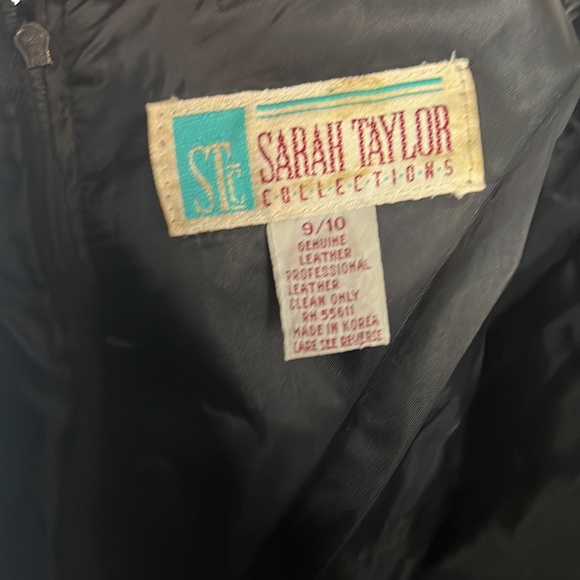 STC
SARAH TAYLOR
COLLECTIONS
9/10
GENUINE
LEATHER
PROFESSIONAL
LEATHER
CLEAN ONLY
RN 55611
MADE IN KOREA
CARE SEE REVERSE